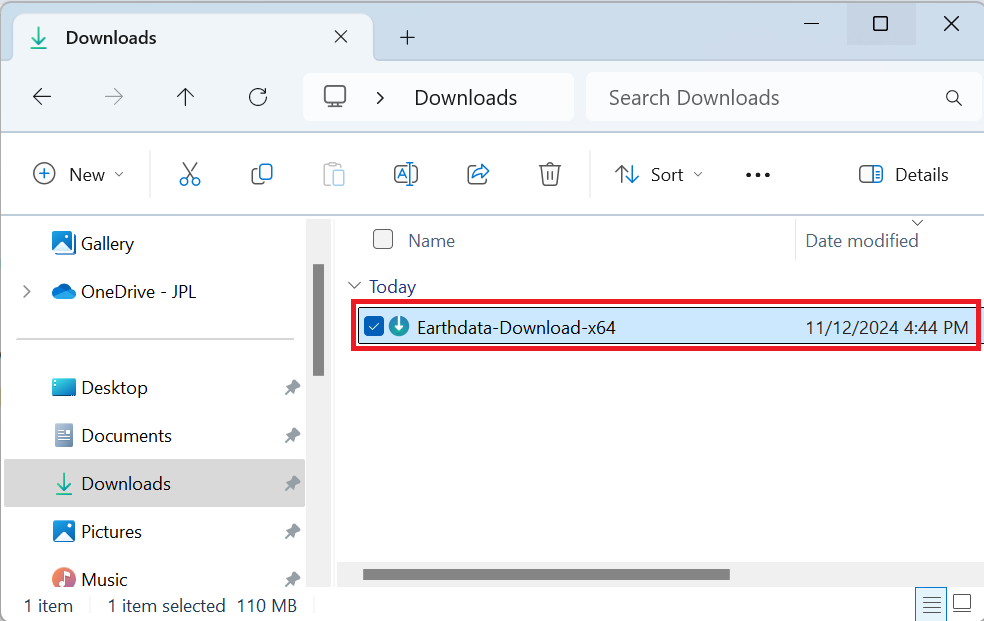 Downloads
Downloads
Search Downloads
New
Sort
Details
Gallery
OneDrive - JPL
Desktop
Documents
Downloads
Pictures
Music
Name
Date modified
Today
Earthdata-Download-x64
11/12/2024 4:44 PM
1 item
1 item selected
110 MB